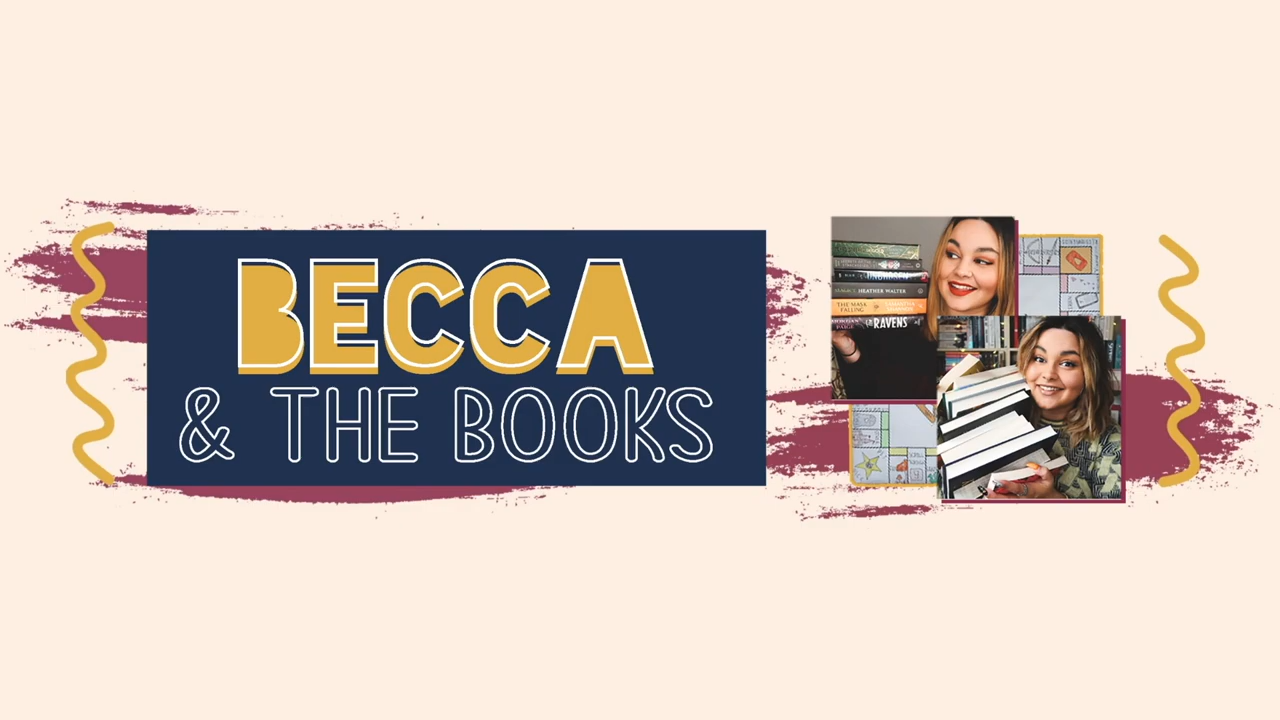 BECCA
& THE BOOKS
HEATHER WALTER
THE MASK
FALLING
RAVENS